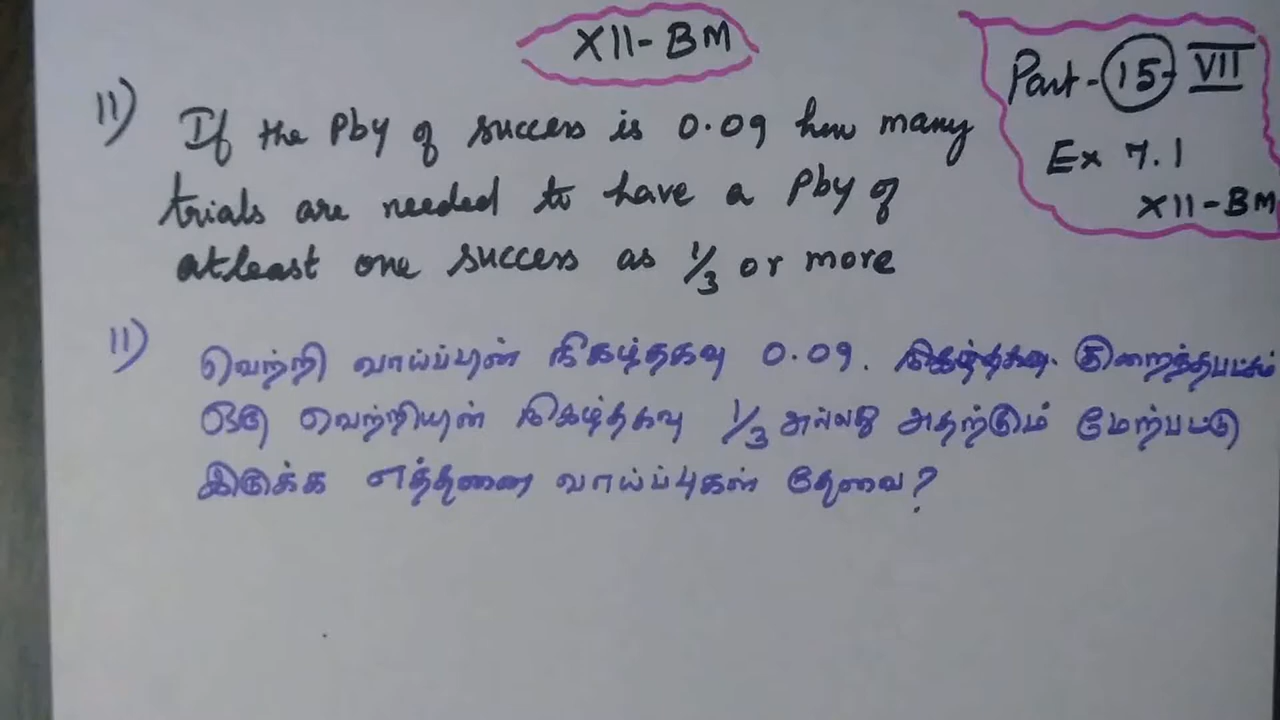 XII-BM
Part-15-VII
Ex 7.1
XII-BM
11) If the Pby of success is 0.09 how many
trials are needed to have a Pby of
atleast one success as 1/3 or more
11) வெற்றி வாய்ப்பின் நிகழ்தகவு 0.09. குறைந்தபட்சம்
ஒரு வெற்றியின் நிகழ்தகவு 1/3 அல்லது அதற்கும் மேற்பட்டு
இருக்க எத்தனை வாய்ப்புகள் தேவை?